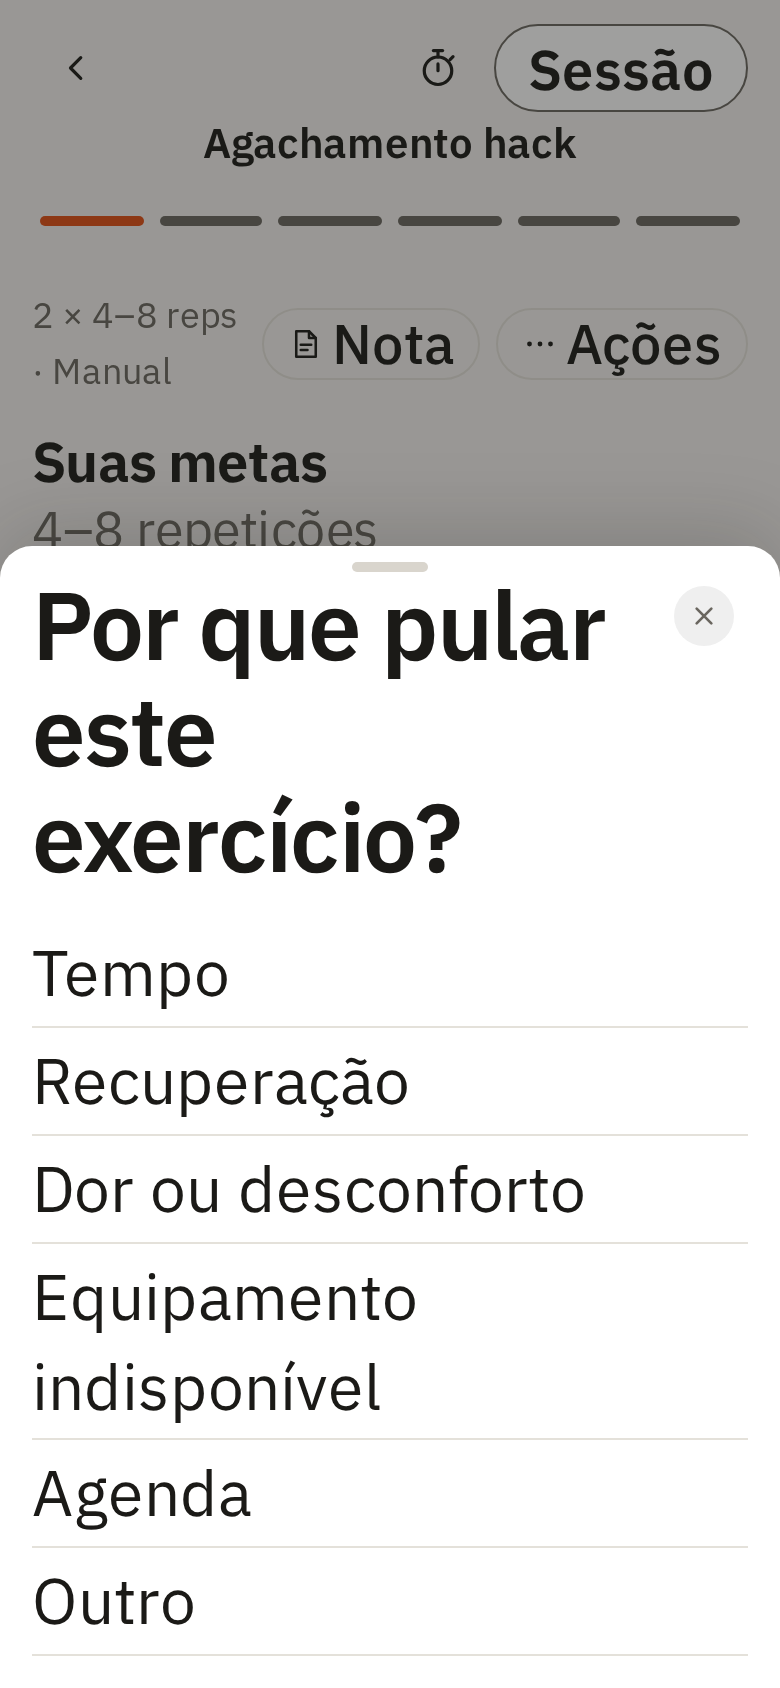 Sessão
Agachamento hack
2 × 4–8 reps
· Manual
Nota
Ações
Suas metas
4–8 repetições
Por que pular
este
exercício?
Tempo
Recuperação
Dor ou desconforto
Equipamento
indisponível
Agenda
Outro